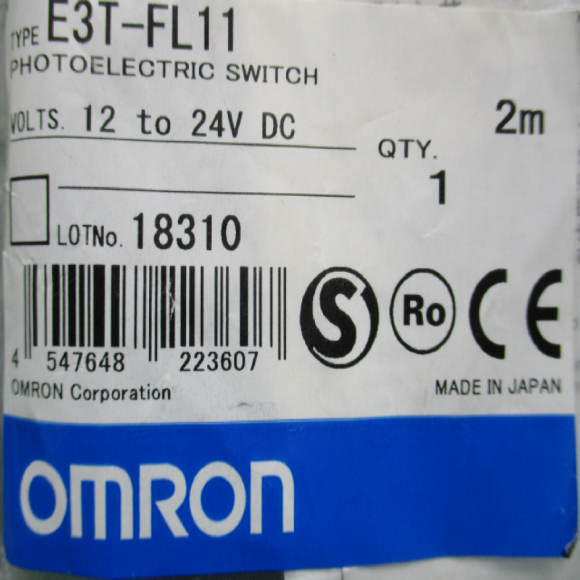 TYPE E3T-FL11
PHOTOELECTRIC SWITCH
VOLTS. 12 to 24V DC 2m
QTY.
1
LOTNo. 18310
S Ro CE
4 547648 223607
OMRON Corporation MADE IN JAPAN
OMRON